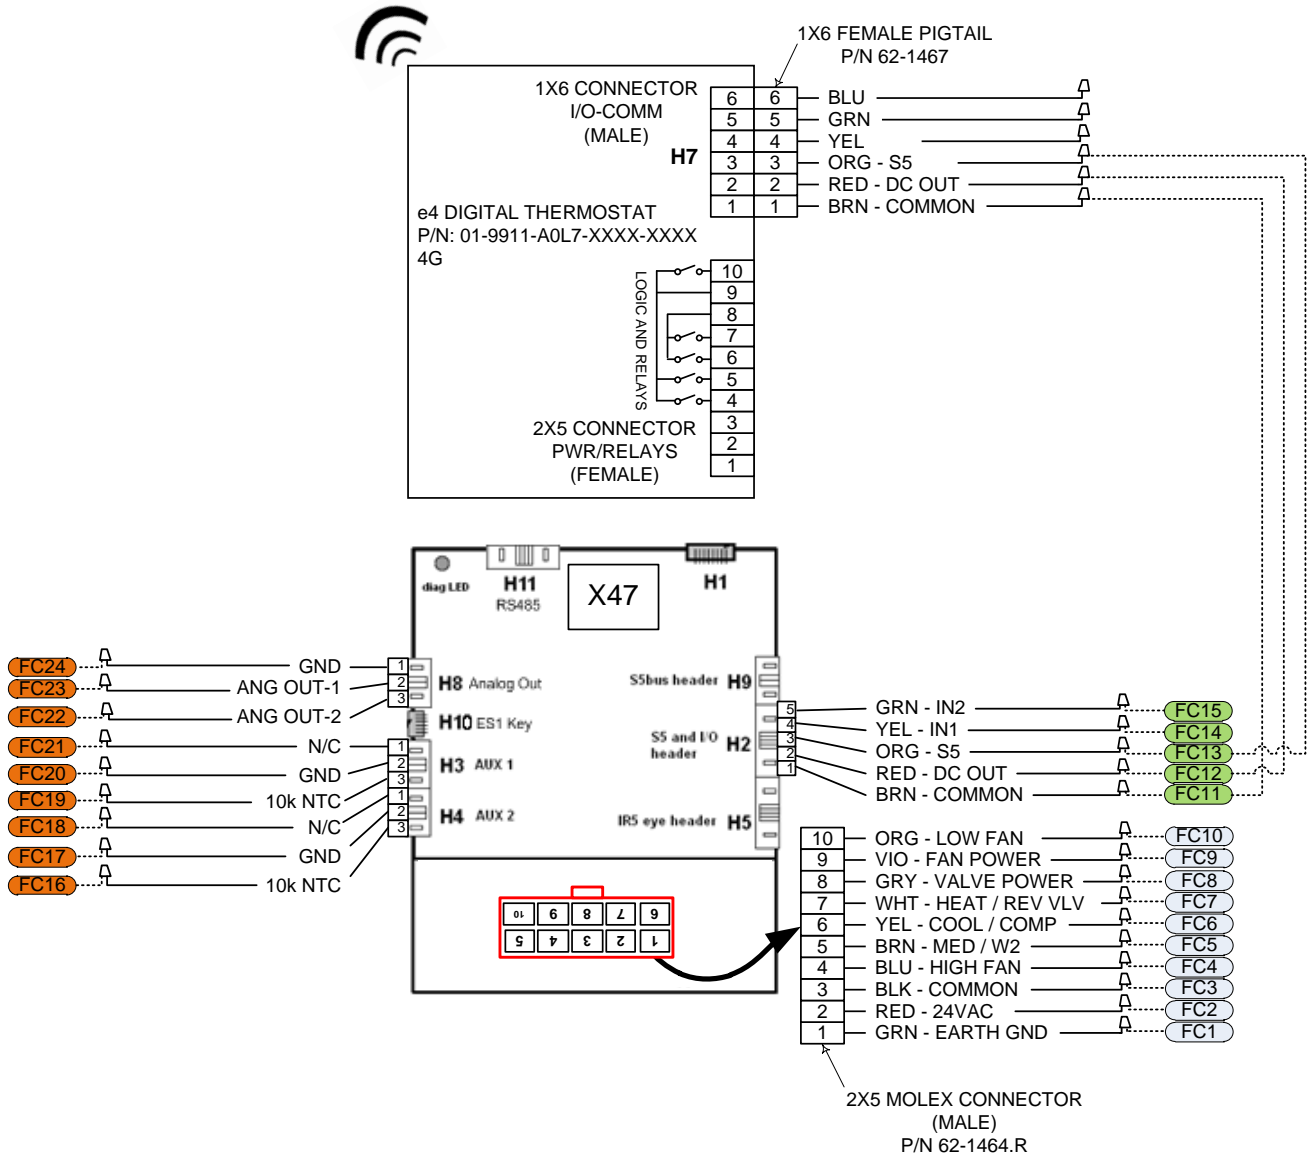 1X6 FEMALE PIGTAIL
P/N 62-1467
1X6 CONNECTOR
I/O-COMM
(MALE)
H7
6 6 BLU
5 5 GRN
4 4 YEL
3 3 ORG - S5
2 2 RED - DC OUT
1 1 BRN - COMMON
e4 DIGITAL THERMOSTAT
P/N: 01-9911-A0L7-XXXX-XXXX
4G
LOGIC AND RELAYS
10
9
8
7
6
5
4
3
2
1
2X5 CONNECTOR
PWR/RELAYS
(FEMALE)
diag LED
H11
RS485
X47
H1
FC24 GND 1
FC23 ANG OUT-1 2
FC22 ANG OUT-2 3
H8 Analog Out
H10 ES1 Key
FC21 N/C 1
FC20 GND 2
FC19 10k NTC 3
H3 AUX 1
FC18 N/C 1
FC17 GND 2
FC16 10k NTC 3
H4 AUX 2
S5bus header H9
S5 and I/O
header
H2
IR5 eye header H5
5 GRN - IN2 FC15
4 YEL - IN1 FC14
3 ORG - S5 FC13
2 RED - DC OUT FC12
1 BRN - COMMON FC11
10 ORG - LOW FAN FC10
9 VIO - FAN POWER FC9
8 GRY - VALVE POWER FC8
7 WHT - HEAT / REV VLV FC7
6 YEL - COOL / COMP FC6
5 BRN - MED / W2 FC5
4 BLU - HIGH FAN FC4
3 BLK - COMMON FC3
2 RED - 24VAC FC2
1 GRN - EARTH GND FC1
10 9 8 7 6
5 4 3 2 1
2X5 MOLEX CONNECTOR
(MALE)
P/N 62-1464.R